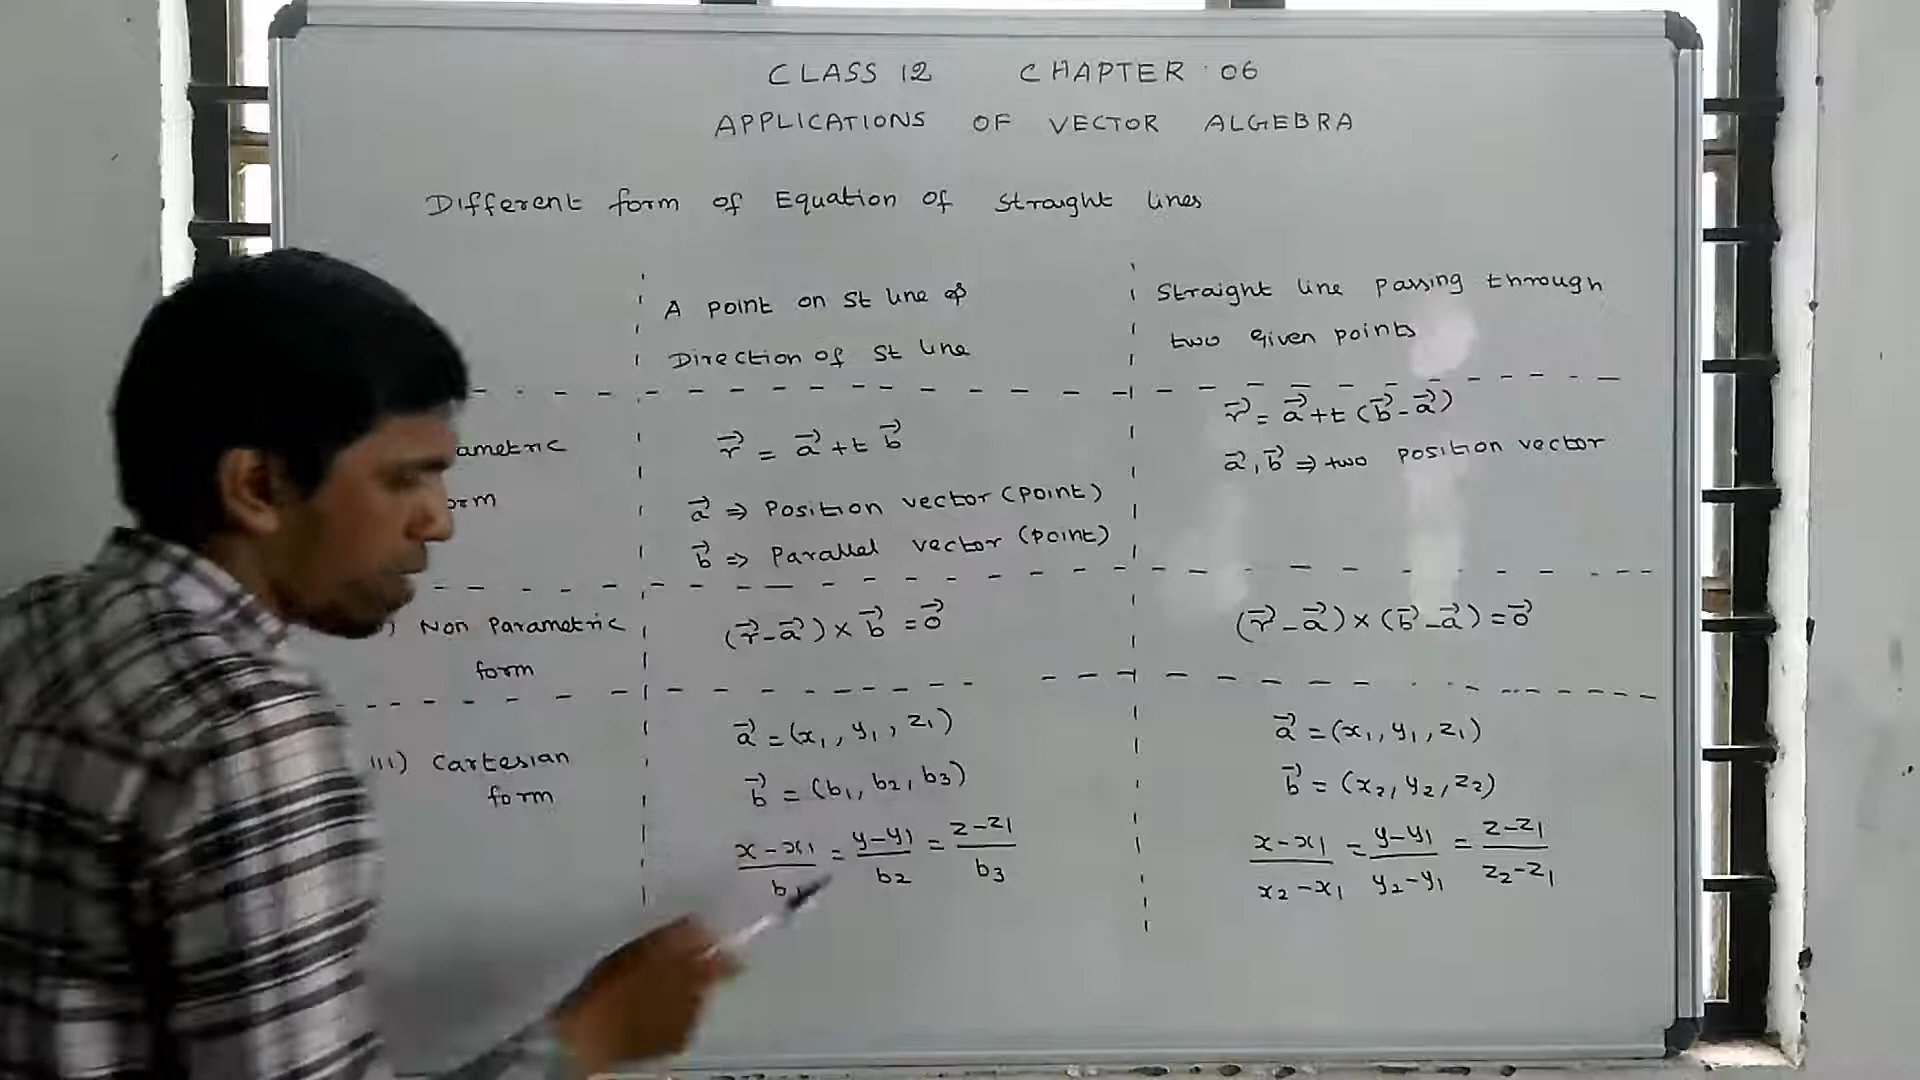 CLASS 12 CHAPTER 06
APPLICATIONS OF VECTOR ALGEBRA
Different form of Equation of straight lines
A point on St line &
Direction of St line
Straight line passing through
two given points
ametric
orm
r⃗ = a⃗ + t b⃗
a⃗ ⇒ Position vector (point)
b⃗ ⇒ Parallel vector (point)
r⃗ = a⃗ + t (b⃗ - a⃗)
a⃗, b⃗ ⇒ two position vector
) Non Parametric
form
(r⃗ - a⃗) × b⃗ = 0⃗
(r⃗ - a⃗) × (b⃗ - a⃗) = 0⃗
iii) Cartesian
form
a⃗ = (x₁, y₁, z₁)
b⃗ = (b₁, b₂, b₃)
(x - x₁)/b₁ = (y - y₁)/b₂ = (z - z₁)/b₃
a⃗ = (x₁, y₁, z₁)
b⃗ = (x₂, y₂, z₂)
(x - x₁)/(x₂ - x₁) = (y - y₁)/(y₂ - y₁) = (z - z₁)/(z₂ - z₁)